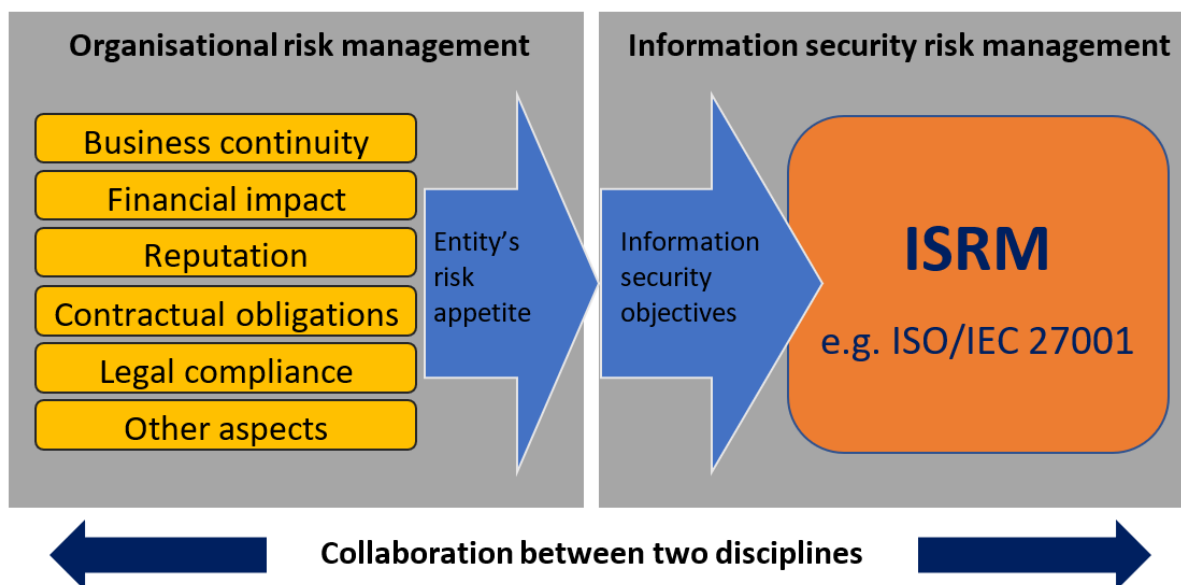 Organisational risk management
Business continuity
Financial impact
Reputation
Contractual obligations
Legal compliance
Other aspects
Entity's
risk
appetite
Information security risk management
Information
security
objectives
ISRM
e.g. ISO/IEC 27001
Collaboration between two disciplines